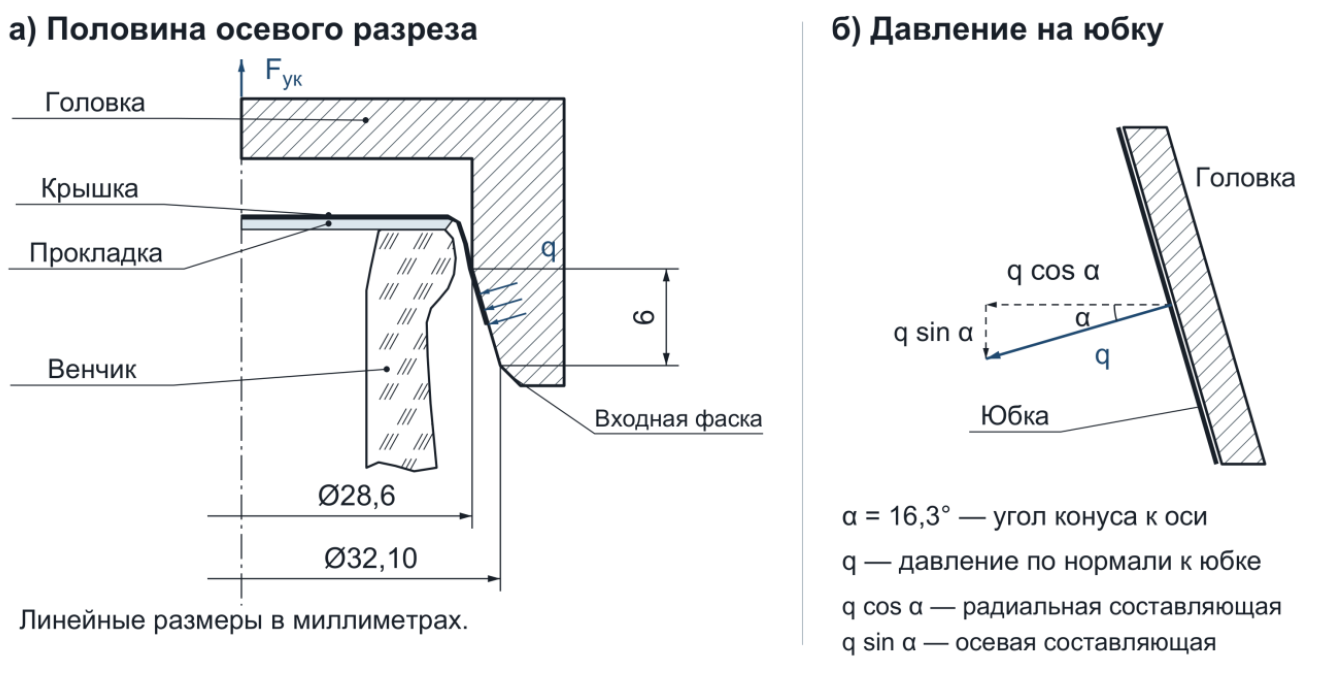 а) Половина осевого разреза
F ук
Головка
Крышка
Прокладка
q
6
Венчик
Входная фаска
Ø28,6
Ø32,10
Линейные размеры в миллиметрах.
б) Давление на юбку
Головка
q cos α
α
q sin α
q
Юбка
α = 16,3° — угол конуса к оси
q — давление по нормали к юбке
q cos α — радиальная составляющая
q sin α — осевая составляющая